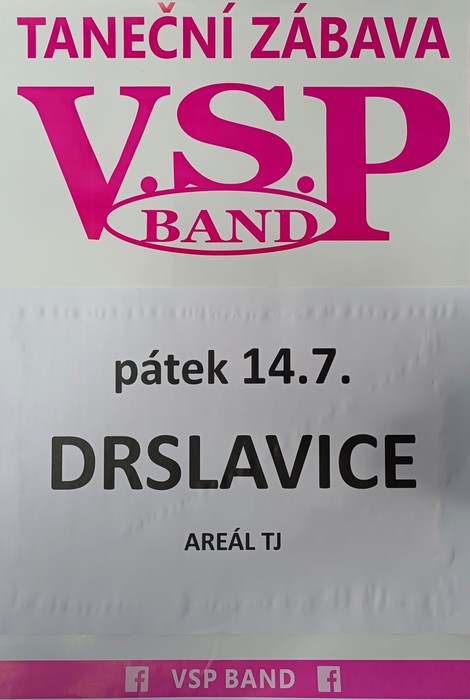 TANEČNÍ ZÁBAVA
V.S.P
BAND
pátek 14.7.
DRSLAVICE
AREÁL TJ
VSP BAND